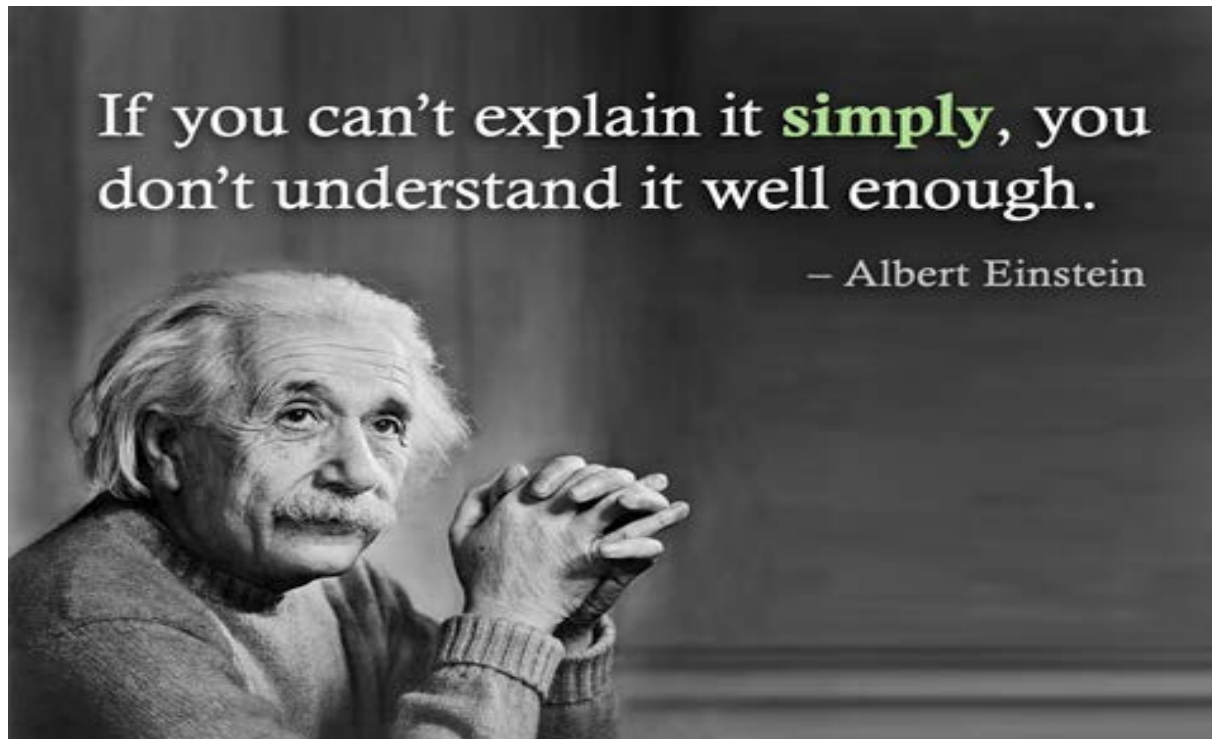 If you can’t explain it simply, you
don’t understand it well enough.
– Albert Einstein